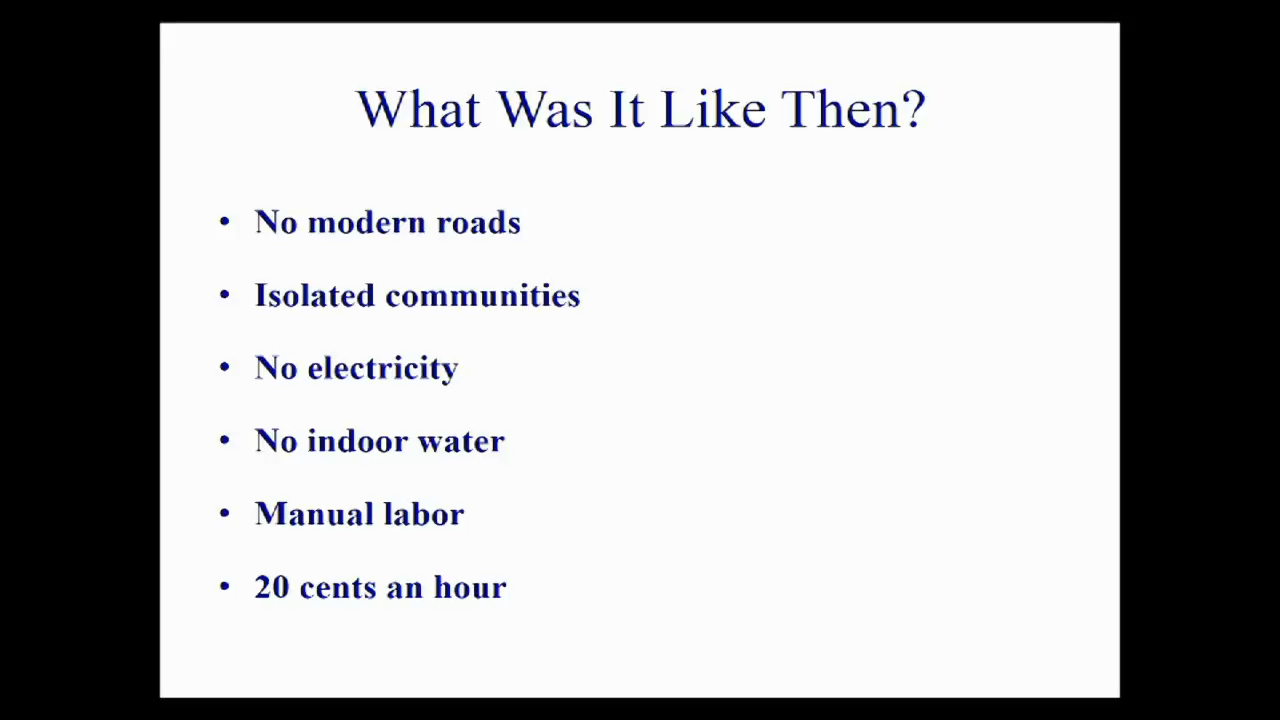 What Was It Like Then?
• No modern roads
• Isolated communities
• No electricity
• No indoor water
• Manual labor
• 20 cents an hour